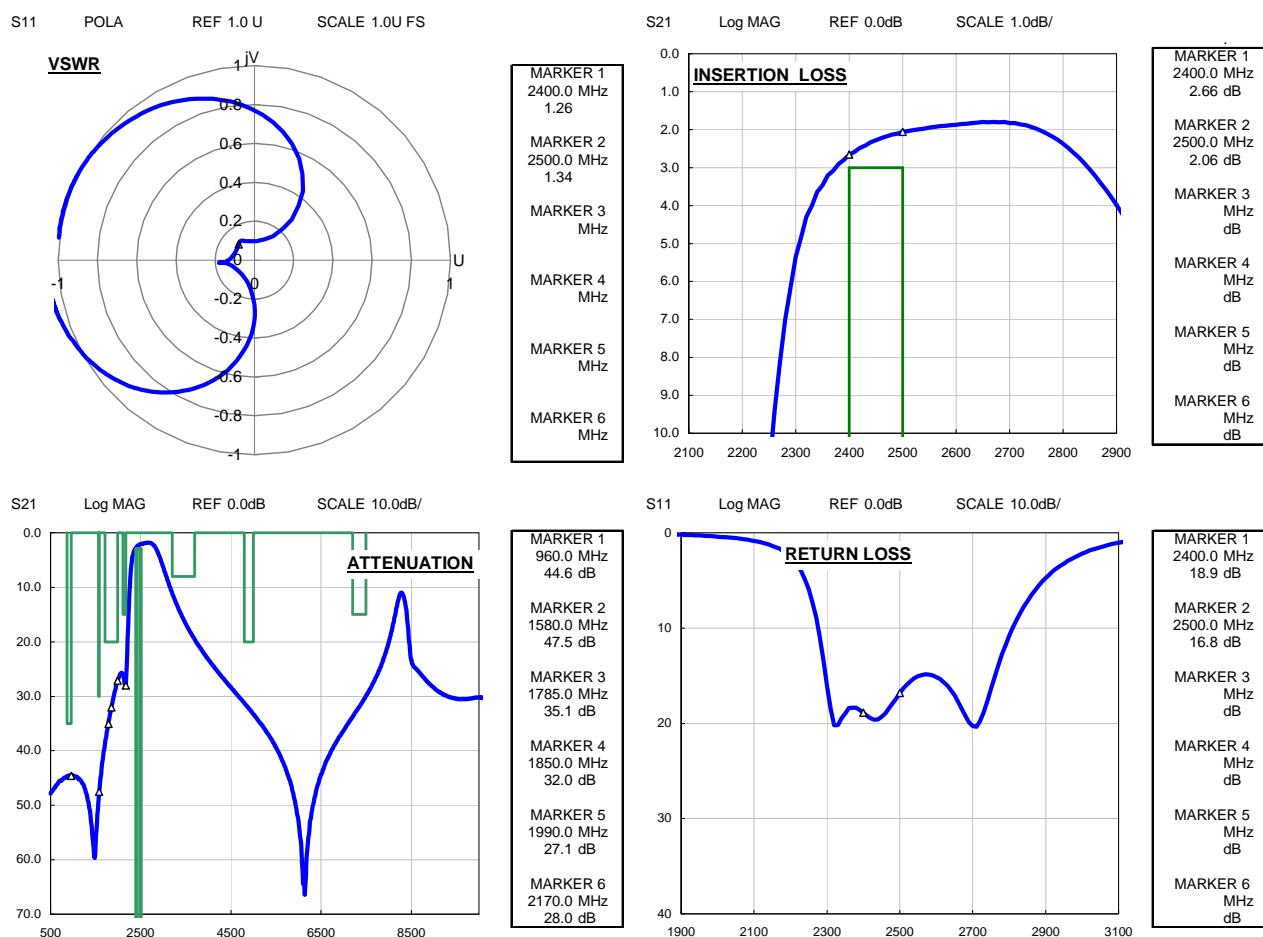 S11 POLA REF 1.0 U SCALE 1.0U FS
VSWR
jV
1
0.8
0.6
0.4
0.2
0
-1 0 1 U
-0.2
-0.4
-0.6
-0.8
-1
MARKER 1
2400.0 MHz
1.26
MARKER 2
2500.0 MHz
1.34
MARKER 3
MHz
MARKER 4
MHz
MARKER 5
MHz
MARKER 6
MHz
S21 Log MAG REF 0.0dB SCALE 1.0dB/
INSERTION LOSS
0.0
1.0
2.0
3.0
4.0
5.0
6.0
7.0
8.0
9.0
10.0
2100 2200 2300 2400 2500 2600 2700 2800 2900
MARKER 1
2400.0 MHz
2.66 dB
MARKER 2
2500.0 MHz
2.06 dB
MARKER 3
MHz
dB
MARKER 4
MHz
dB
MARKER 5
MHz
dB
MARKER 6
MHz
dB
S21 Log MAG REF 0.0dB SCALE 10.0dB/
ATTENUATION
0.0
10.0
20.0
30.0
40.0
50.0
60.0
70.0
500 2500 4500 6500 8500
MARKER 1
960.0 MHz
44.6 dB
MARKER 2
1580.0 MHz
47.5 dB
MARKER 3
1785.0 MHz
35.1 dB
MARKER 4
1850.0 MHz
32.0 dB
MARKER 5
1990.0 MHz
27.1 dB
MARKER 6
2170.0 MHz
28.0 dB
S11 Log MAG REF 0.0dB SCALE 10.0dB/
RETURN LOSS
0
10
20
30
40
1900 2100 2300 2500 2700 2900 3100
MARKER 1
2400.0 MHz
18.9 dB
MARKER 2
2500.0 MHz
16.8 dB
MARKER 3
MHz
dB
MARKER 4
MHz
dB
MARKER 5
MHz
dB
MARKER 6
MHz
dB